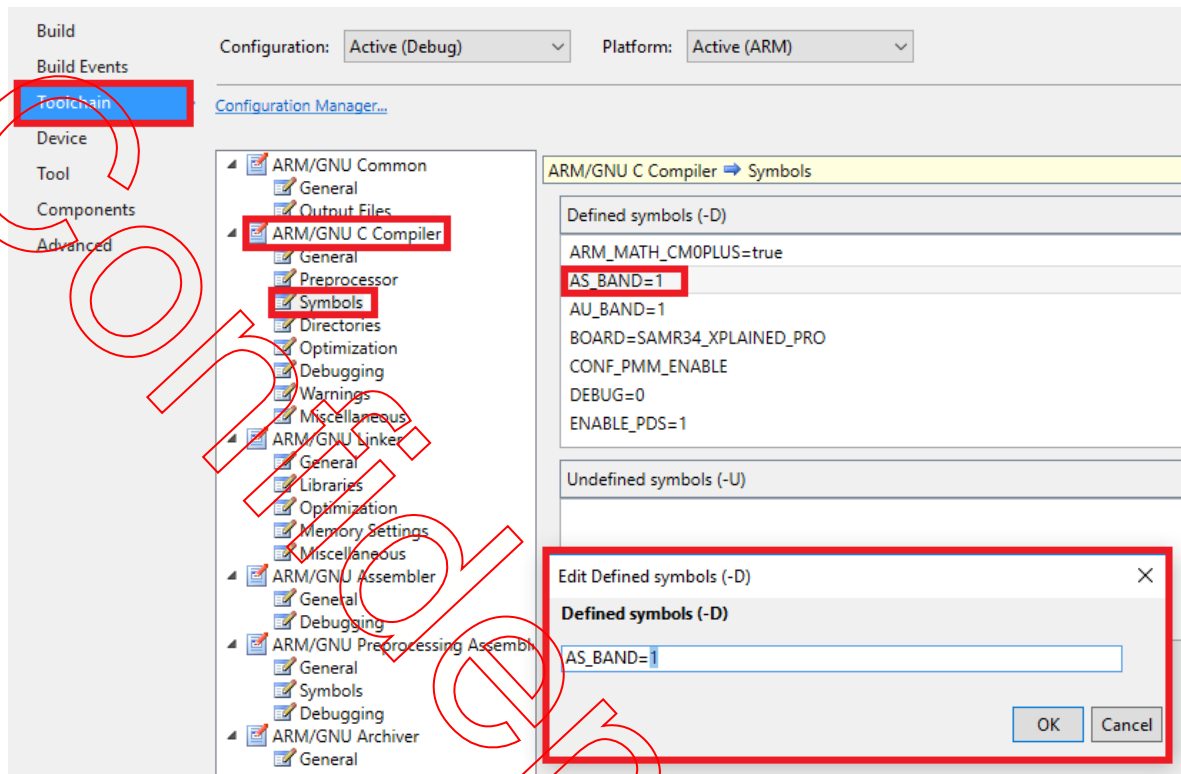 Build
Build Events
Toolchain
Device
Tool
Components
Advanced
Configuration: Active (Debug) Platform: Active (ARM)
Configuration Manager...
ARM/GNU Common
General
Output Files
ARM/GNU C Compiler
General
Preprocessor
Symbols
Directories
Optimization
Debugging
Warnings
Miscellaneous
ARM/GNU Linker
General
Libraries
Optimization
Memory Settings
Miscellaneous
ARM/GNU Assembler
General
Debugging
ARM/GNU Preprocessing Assembl
General
Symbols
Debugging
ARM/GNU Archiver
General
ARM/GNU C Compiler ➡ Symbols
Defined symbols (-D)
ARM_MATH_CM0PLUS=true
AS_BAND=1
AU_BAND=1
BOARD=SAMR34_XPLAINED_PRO
CONF_PMM_ENABLE
DEBUG=0
ENABLE_PDS=1
Undefined symbols (-U)
Edit Defined symbols (-D)
Defined symbols (-D)
AS_BAND=1
OK Cancel
Confiden